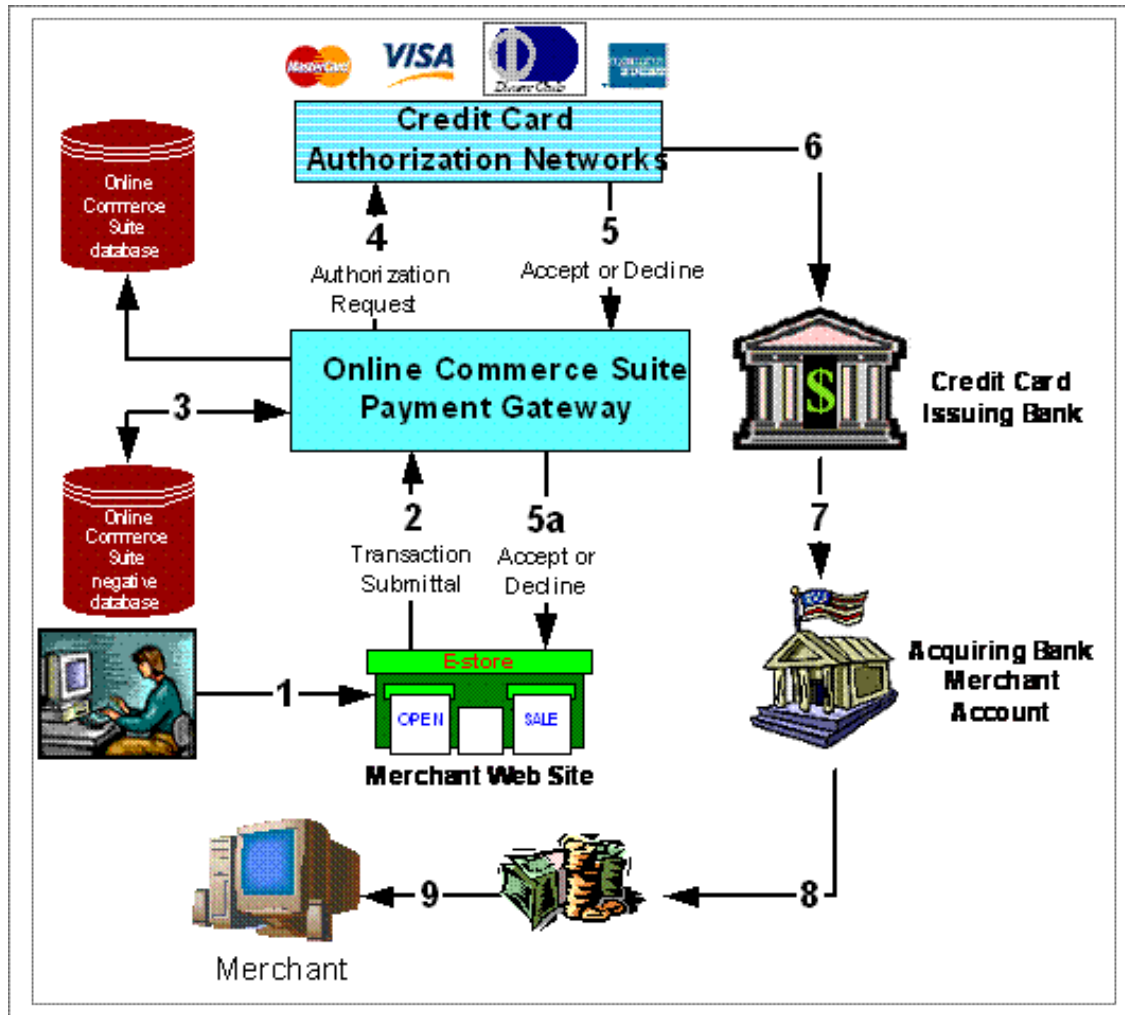 MasterCard
VISA
Diners Club
Credit Card
Authorization Networks
6
Online
Commerce
Suite
database
4
5
Authorization
Request
Accept or Decline
Online Commerce Suite
Payment Gateway
Credit Card
Issuing Bank
3
Online
Commerce
Suite
negative
database
2
5a
7
Transaction
Submittal
Accept or
Decline
E-store
1
OPEN
SALE
Acquiring Bank
Merchant
Account
Merchant Web Site
9
8
Merchant